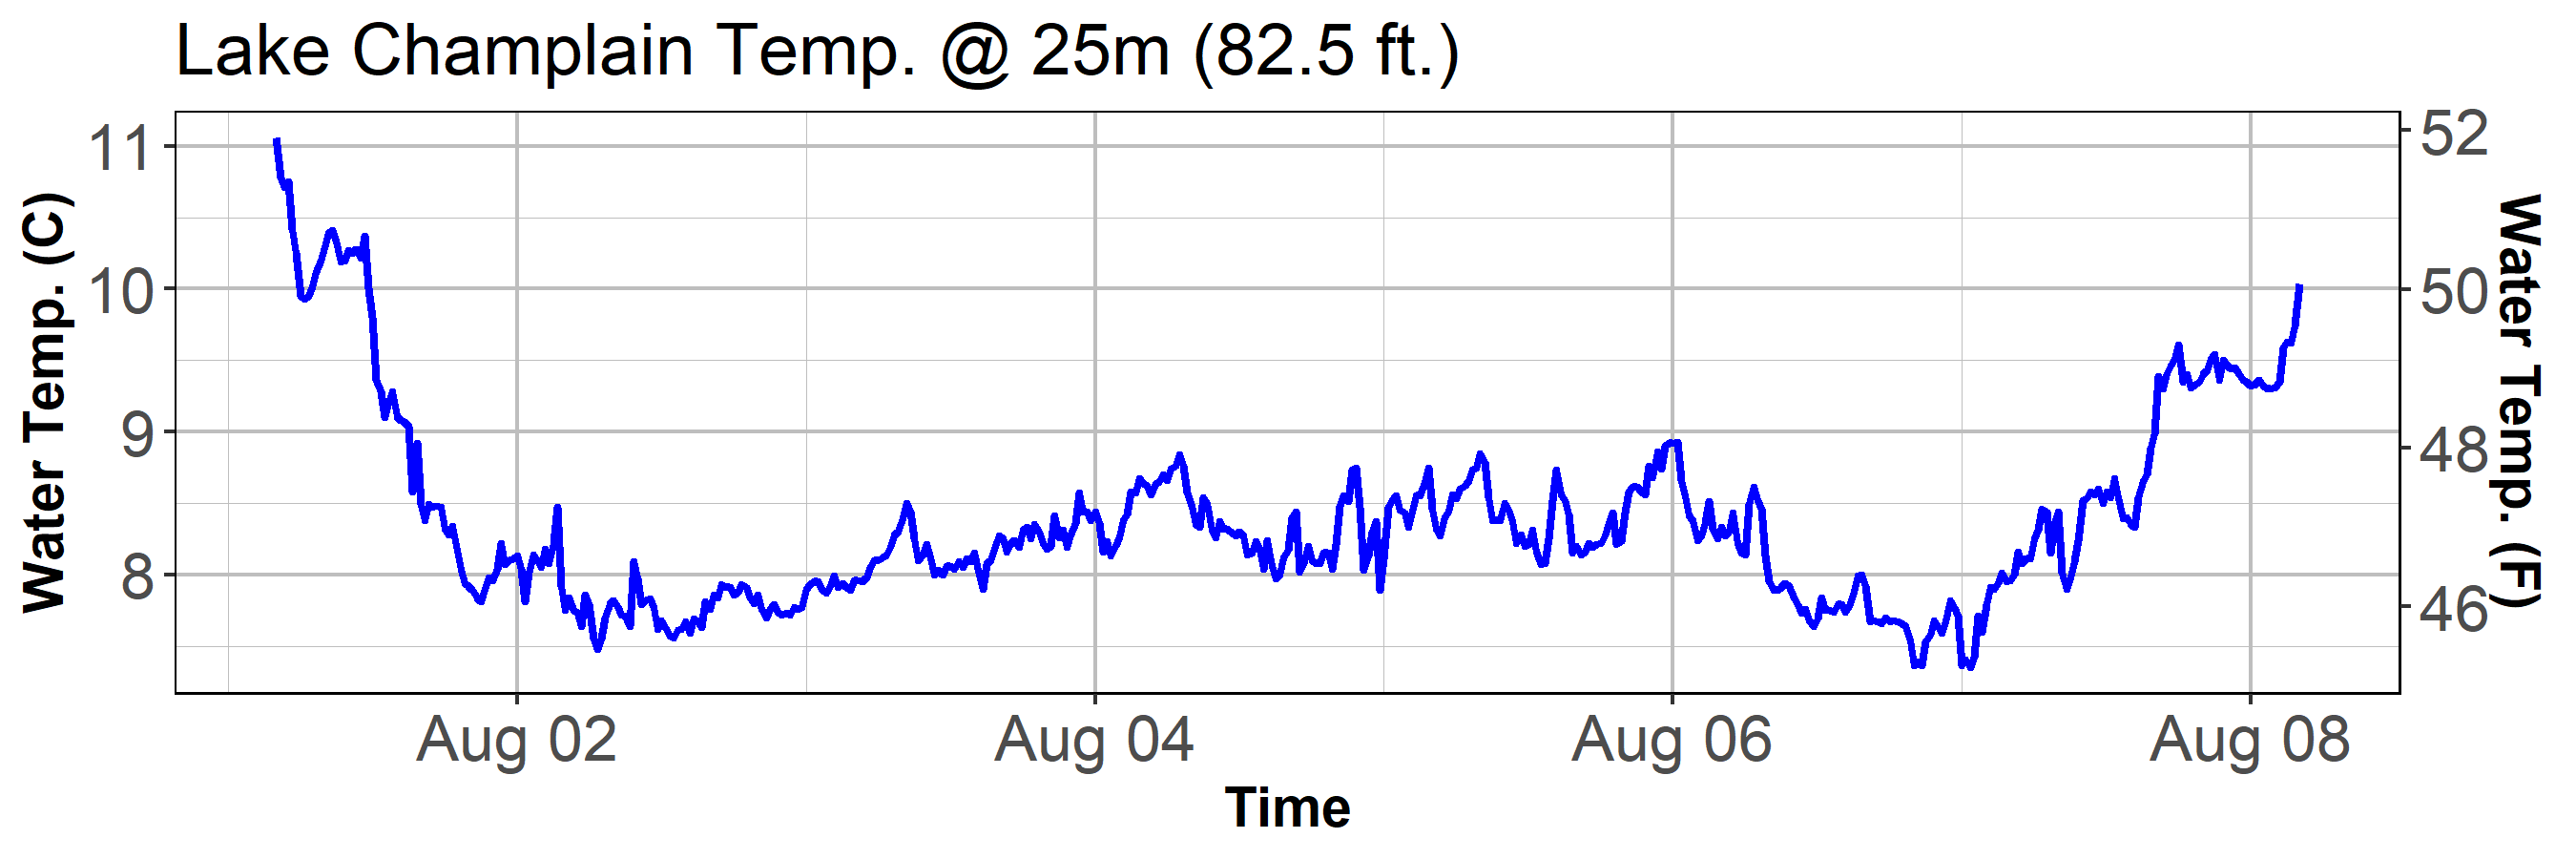 Lake Champlain Temp. @ 25m (82.5 ft.)
Water Temp. (C)
11
10
9
8
52
50
48
46
Water Temp. (F)
Aug 02 Aug 04 Aug 06 Aug 08
Time